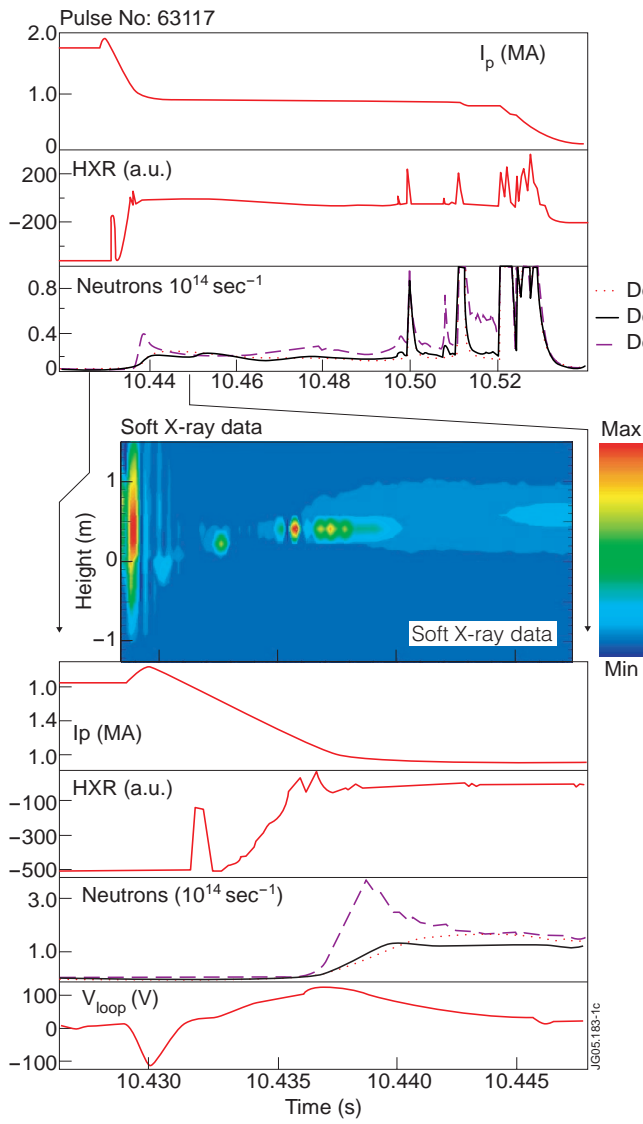 Pulse No: 63117
2.0
Ip (MA)
1.0
0
HXR (a.u.)
200
−200
Neutrons 10¹⁴ sec⁻¹
0.8
0.4
0
10.44 10.46 10.48 10.50 10.52
Soft X-ray data
Max
1
Height (m)
0
−1
Soft X-ray data
Min
1.0
1.4
Ip (MA)
1.0
HXR (a.u.)
−100
−300
−500
Neutrons (10¹⁴ sec⁻¹)
3.0
1.0
Vloop (V)
100
0
−100
10.430 10.435 10.440 10.445
Time (s)
JG05.183-1c